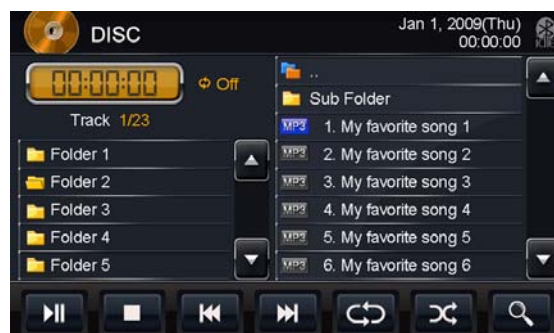 DISC
Jan 1, 2009(Thu)
00:00:00
00:00:00
Off
Track 1/23
Folder 1
Folder 2
Folder 3
Folder 4
Folder 5
..
Sub Folder
MP3 1. My favorite song 1
MP3 2. My favorite song 2
MP3 3. My favorite song 3
MP3 4. My favorite song 4
MP3 5. My favorite song 5
MP3 6. My favorite song 6